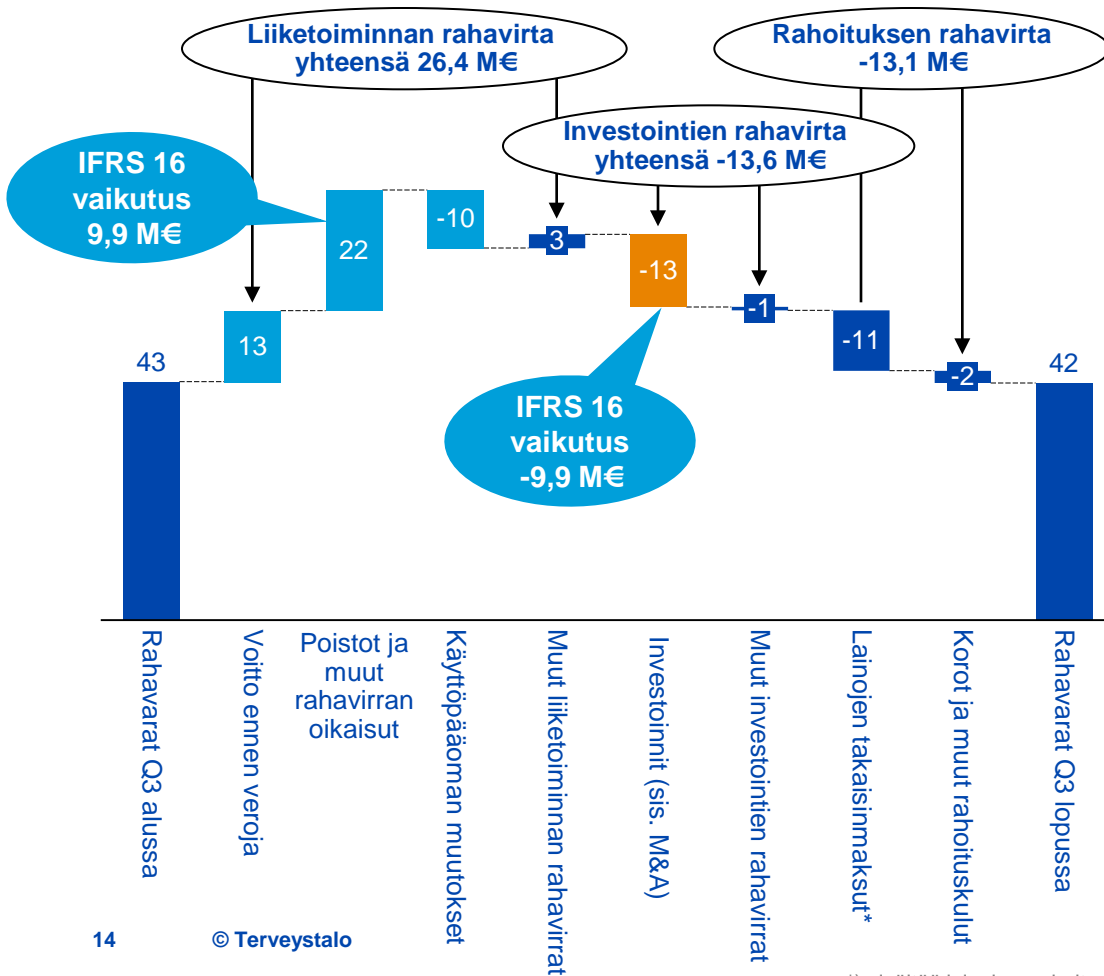 Liiketoiminnan rahavirta
yhteensä 26,4 M€
Rahoituksen rahavirta
-13,1 M€
Investointien rahavirta
yhteensä -13,6 M€
IFRS 16
vaikutus
9,9 M€
IFRS 16
vaikutus
-9,9 M€
43
13
22
-10
3
-13
-1
-11
-2
42
Rahavarat Q3 alussa
Voitto ennen veroja
Poistot ja
muut
rahavirran
oikaisut
Käyttöpääoman muutokset
Muut liiketoiminnan rahavirrat
Investoinnit (sis. M&A)
Muut investointien rahavirrat
Lainojen takaisinmaksut*
Korot ja muut rahoituskulut
Rahavarat Q3 lopussa
14
© Terveystalo